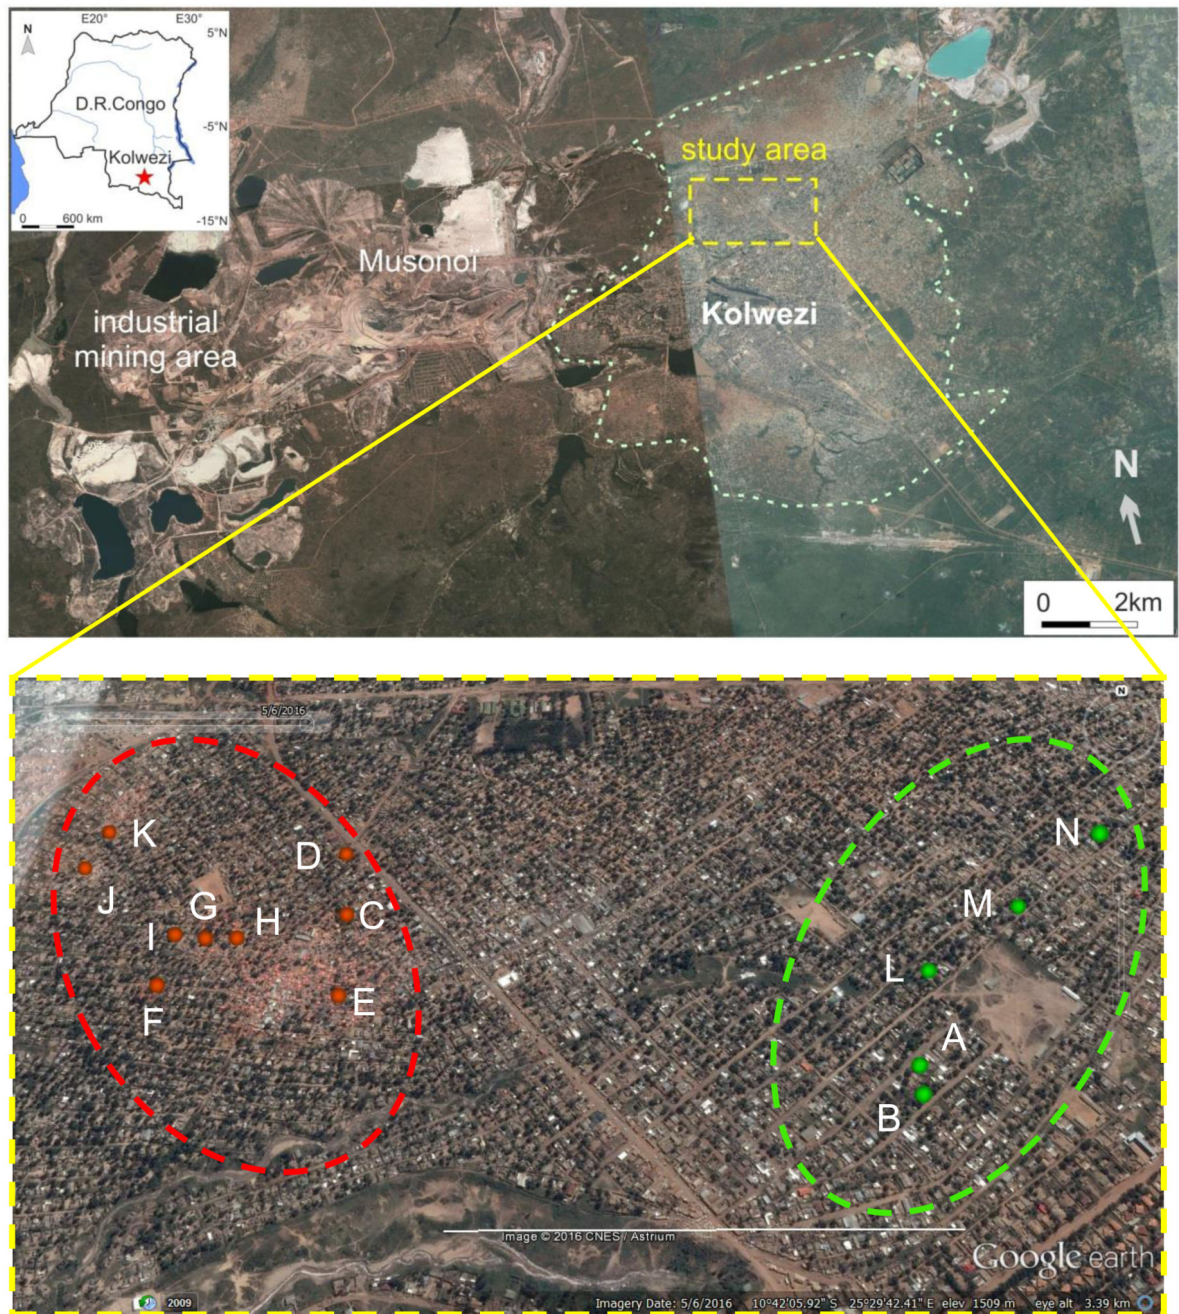 E20°
E30°
N
5°N
D.R.Congo
-5°N
Kolwezi
0 600 km
-15°N
study area
Musonoï
industrial
mining area
Kolwezi
N
0 2km
N
5/6/2016
K
D
N
J
G
H
C
M
I
L
F
E
A
B
Image © 2016 CNES / Astrium
Google earth
2009
Imagery Date: 5/6/2016 10°42'05.92" S 25°29'42.41" E elev 1509 m eye alt 3.39 km